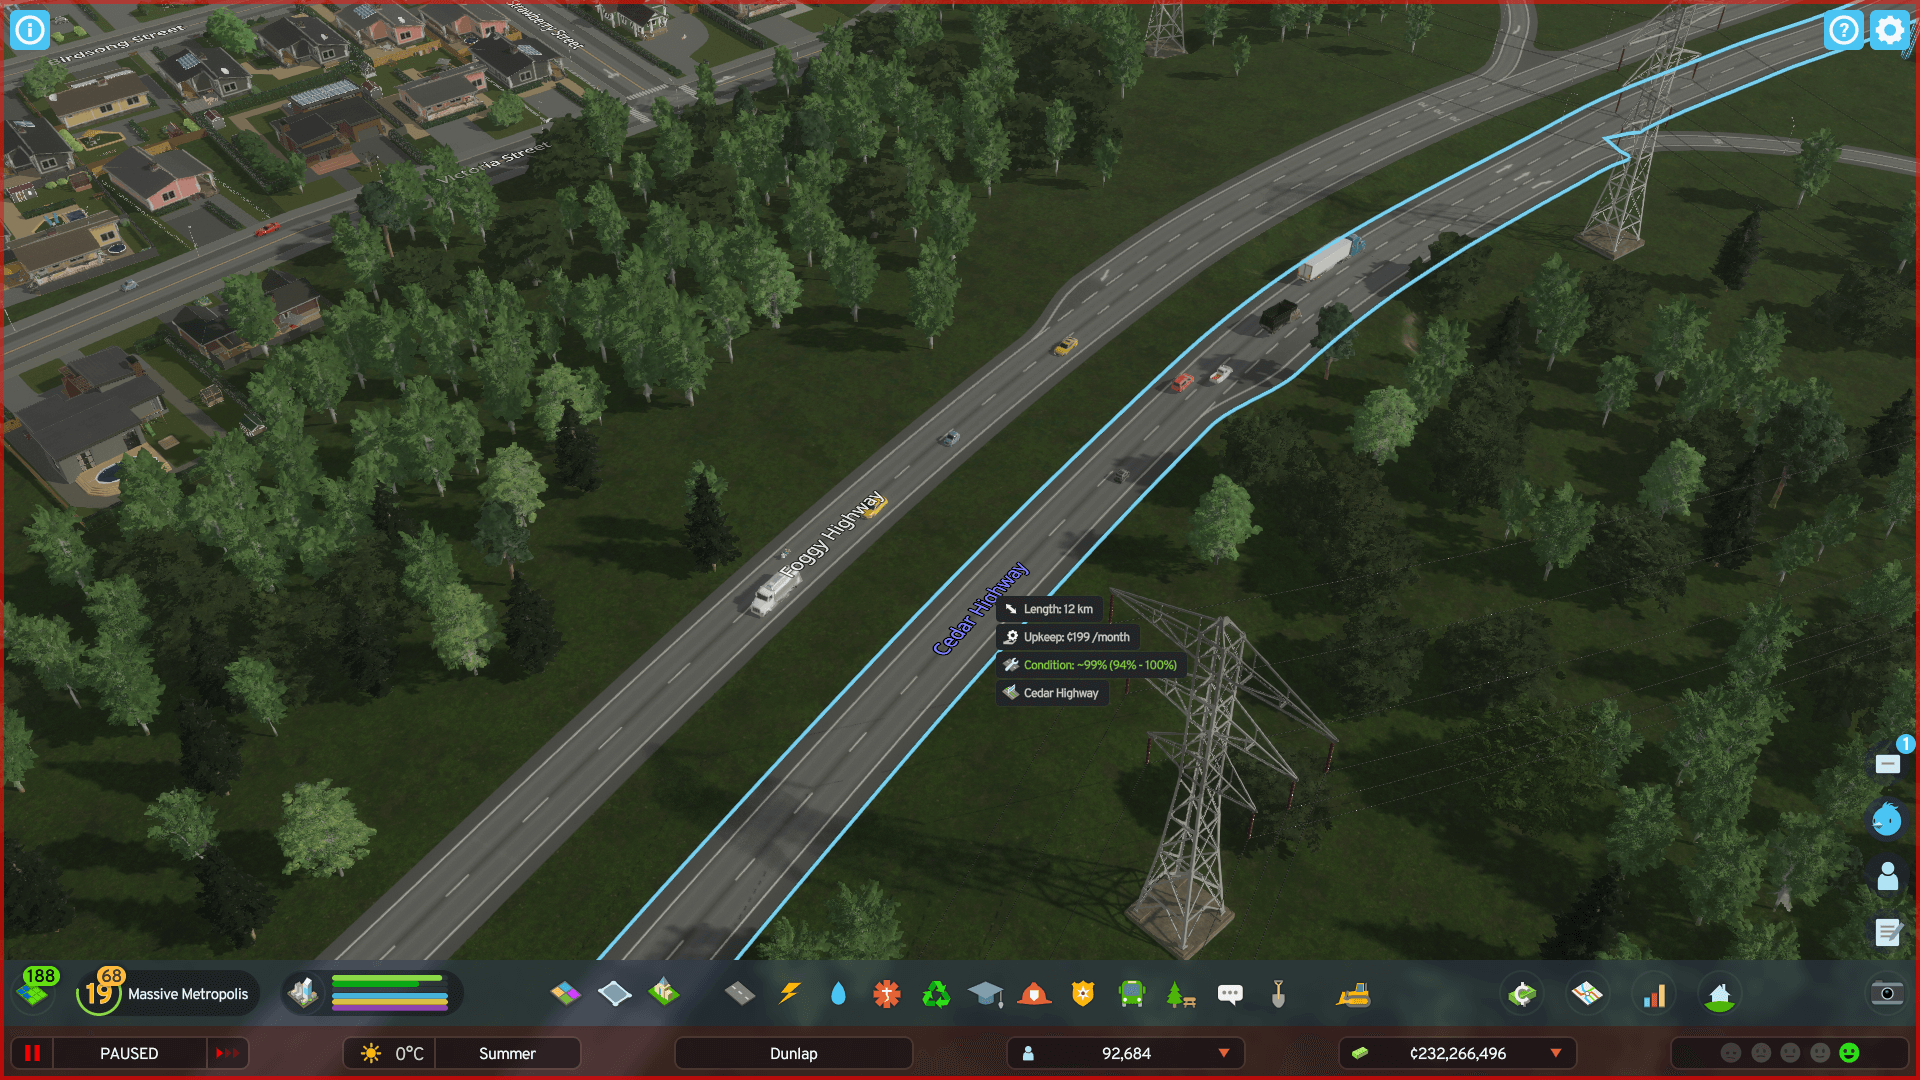 Birdsong Street
Strawberry Street
Victoria Street
Foggy Highway
Cedar Highway
Length: 12 km
Upkeep: ¢199 /month
Condition: ~99% (94% - 100%)
Cedar Highway
1
188
68
19
Massive Metropolis
PAUSED
0°C
Summer
Dunlap
92,684
¢232,266,496